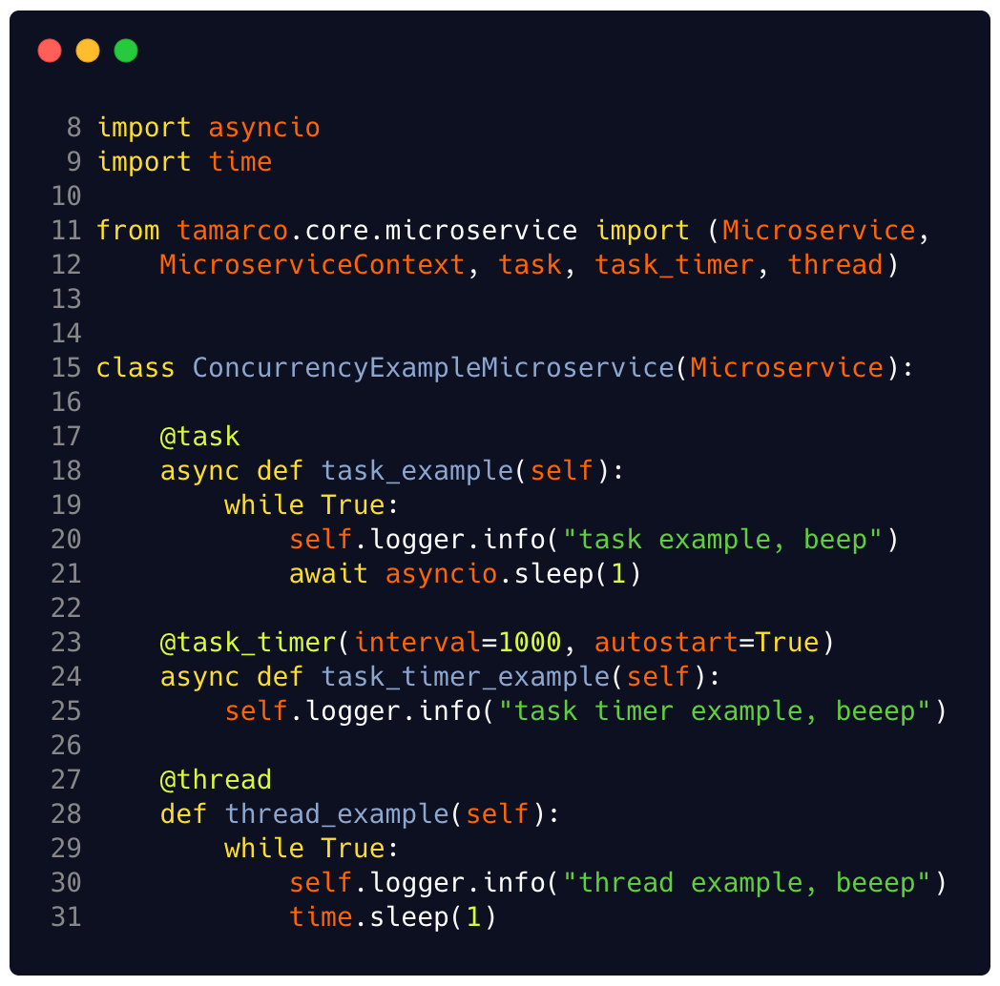 8 import asyncio
9 import time
10
11 from tamarco.core.microservice import (Microservice,
12     MicroserviceContext, task, task_timer, thread)
13
14
15 class ConcurrencyExampleMicroservice(Microservice):
16
17     @task
18     async def task_example(self):
19         while True:
20             self.logger.info("task example, beep")
21             await asyncio.sleep(1)
22
23     @task_timer(interval=1000, autostart=True)
24     async def task_timer_example(self):
25         self.logger.info("task timer example, beeep")
26
27     @thread
28     def thread_example(self):
29         while True:
30             self.logger.info("thread example, beeep")
31             time.sleep(1)